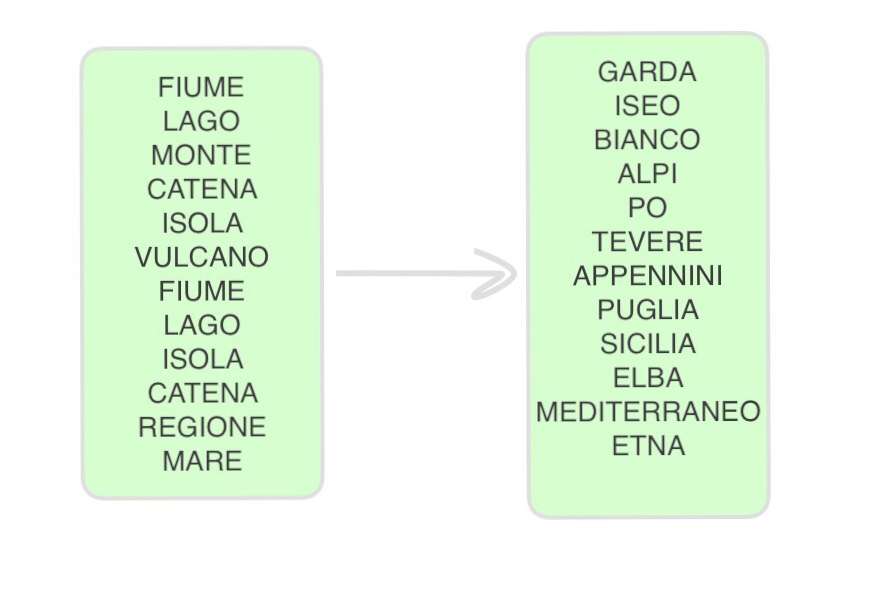 FIUME
LAGO
MONTE
CATENA
ISOLA
VULCANO
FIUME
LAGO
ISOLA
CATENA
REGIONE
MARE
GARDA
ISEO
BIANCO
ALPI
PO
TEVERE
APPENNINI
PUGLIA
SICILIA
ELBA
MEDITERRANEO
ETNA